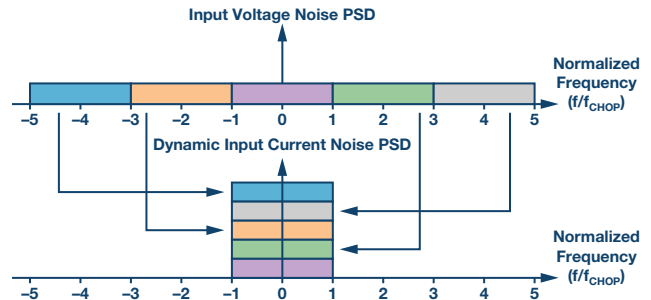 Input Voltage Noise PSD
Normalized
Frequency
(f/fCHOP)
–5 –4 –3 –2 –1 0 1 2 3 4 5
Dynamic Input Current Noise PSD
Normalized
Frequency
(f/fCHOP)
–5 –4 –3 –2 –1 0 1 2 3 4 5